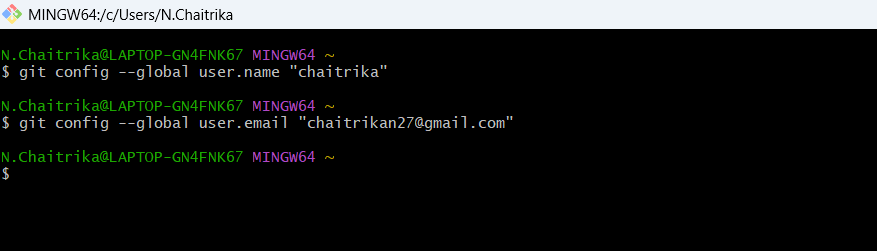 MINGW64:/c/Users/N.Chaitrika
N.Chaitrika@LAPTOP-GN4FNK67 MINGW64 ~
$ git config --global user.name "chaitrika"
N.Chaitrika@LAPTOP-GN4FNK67 MINGW64 ~
$ git config --global user.email "chaitrikan27@gmail.com"
N.Chaitrika@LAPTOP-GN4FNK67 MINGW64 ~
$